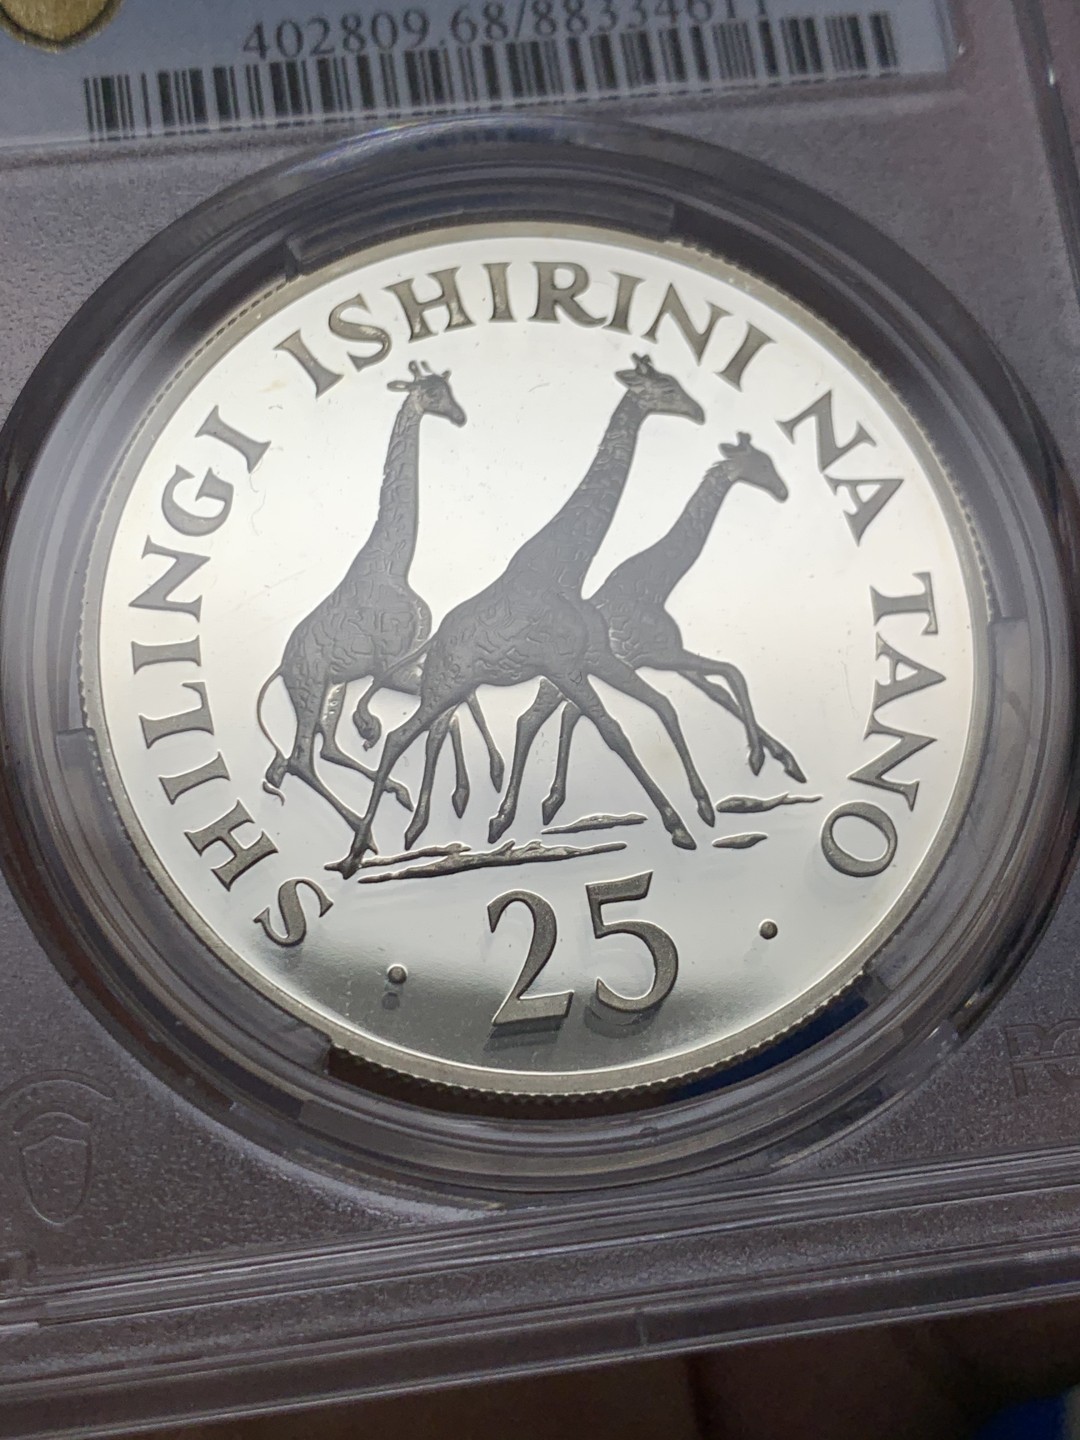 402809.68/88334611
SHILINGI ISHIRINI NA TANO
· 25 ·